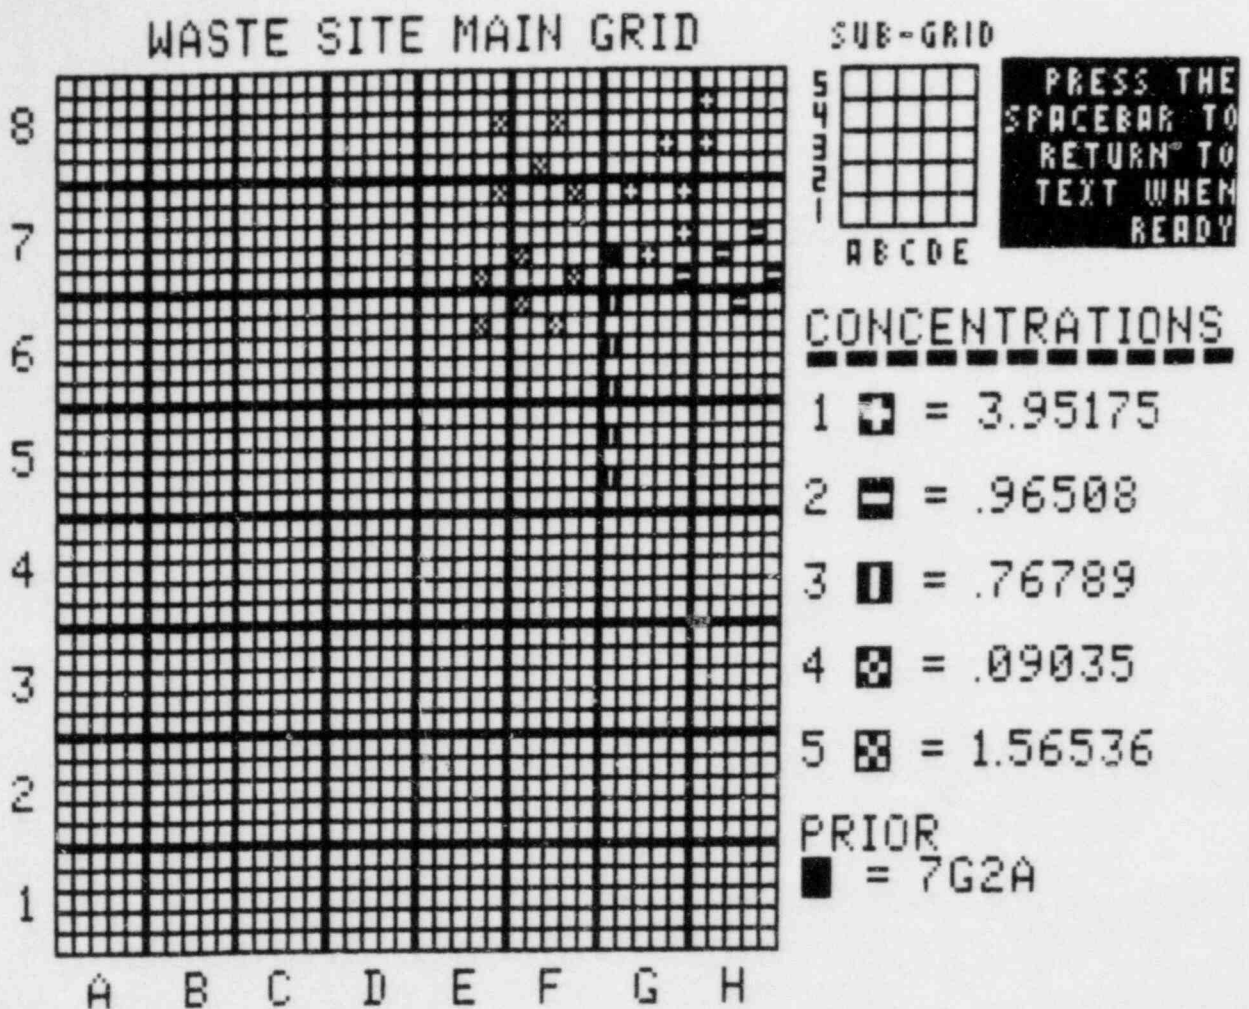 WASTE SITE MAIN GRID
8
7
6
5
4
3
2
1
A B C D E F G H
SUB-GRID
5
4
3
2
1
A B C D E
PRESS THE
SPACEBAR TO
RETURN TO
TEXT WHEN
READY
CONCENTRATIONS
1 = 3.95175
2 = .96508
3 = .76789
4 = .09035
5 = 1.56536
PRIOR
= 7G2A